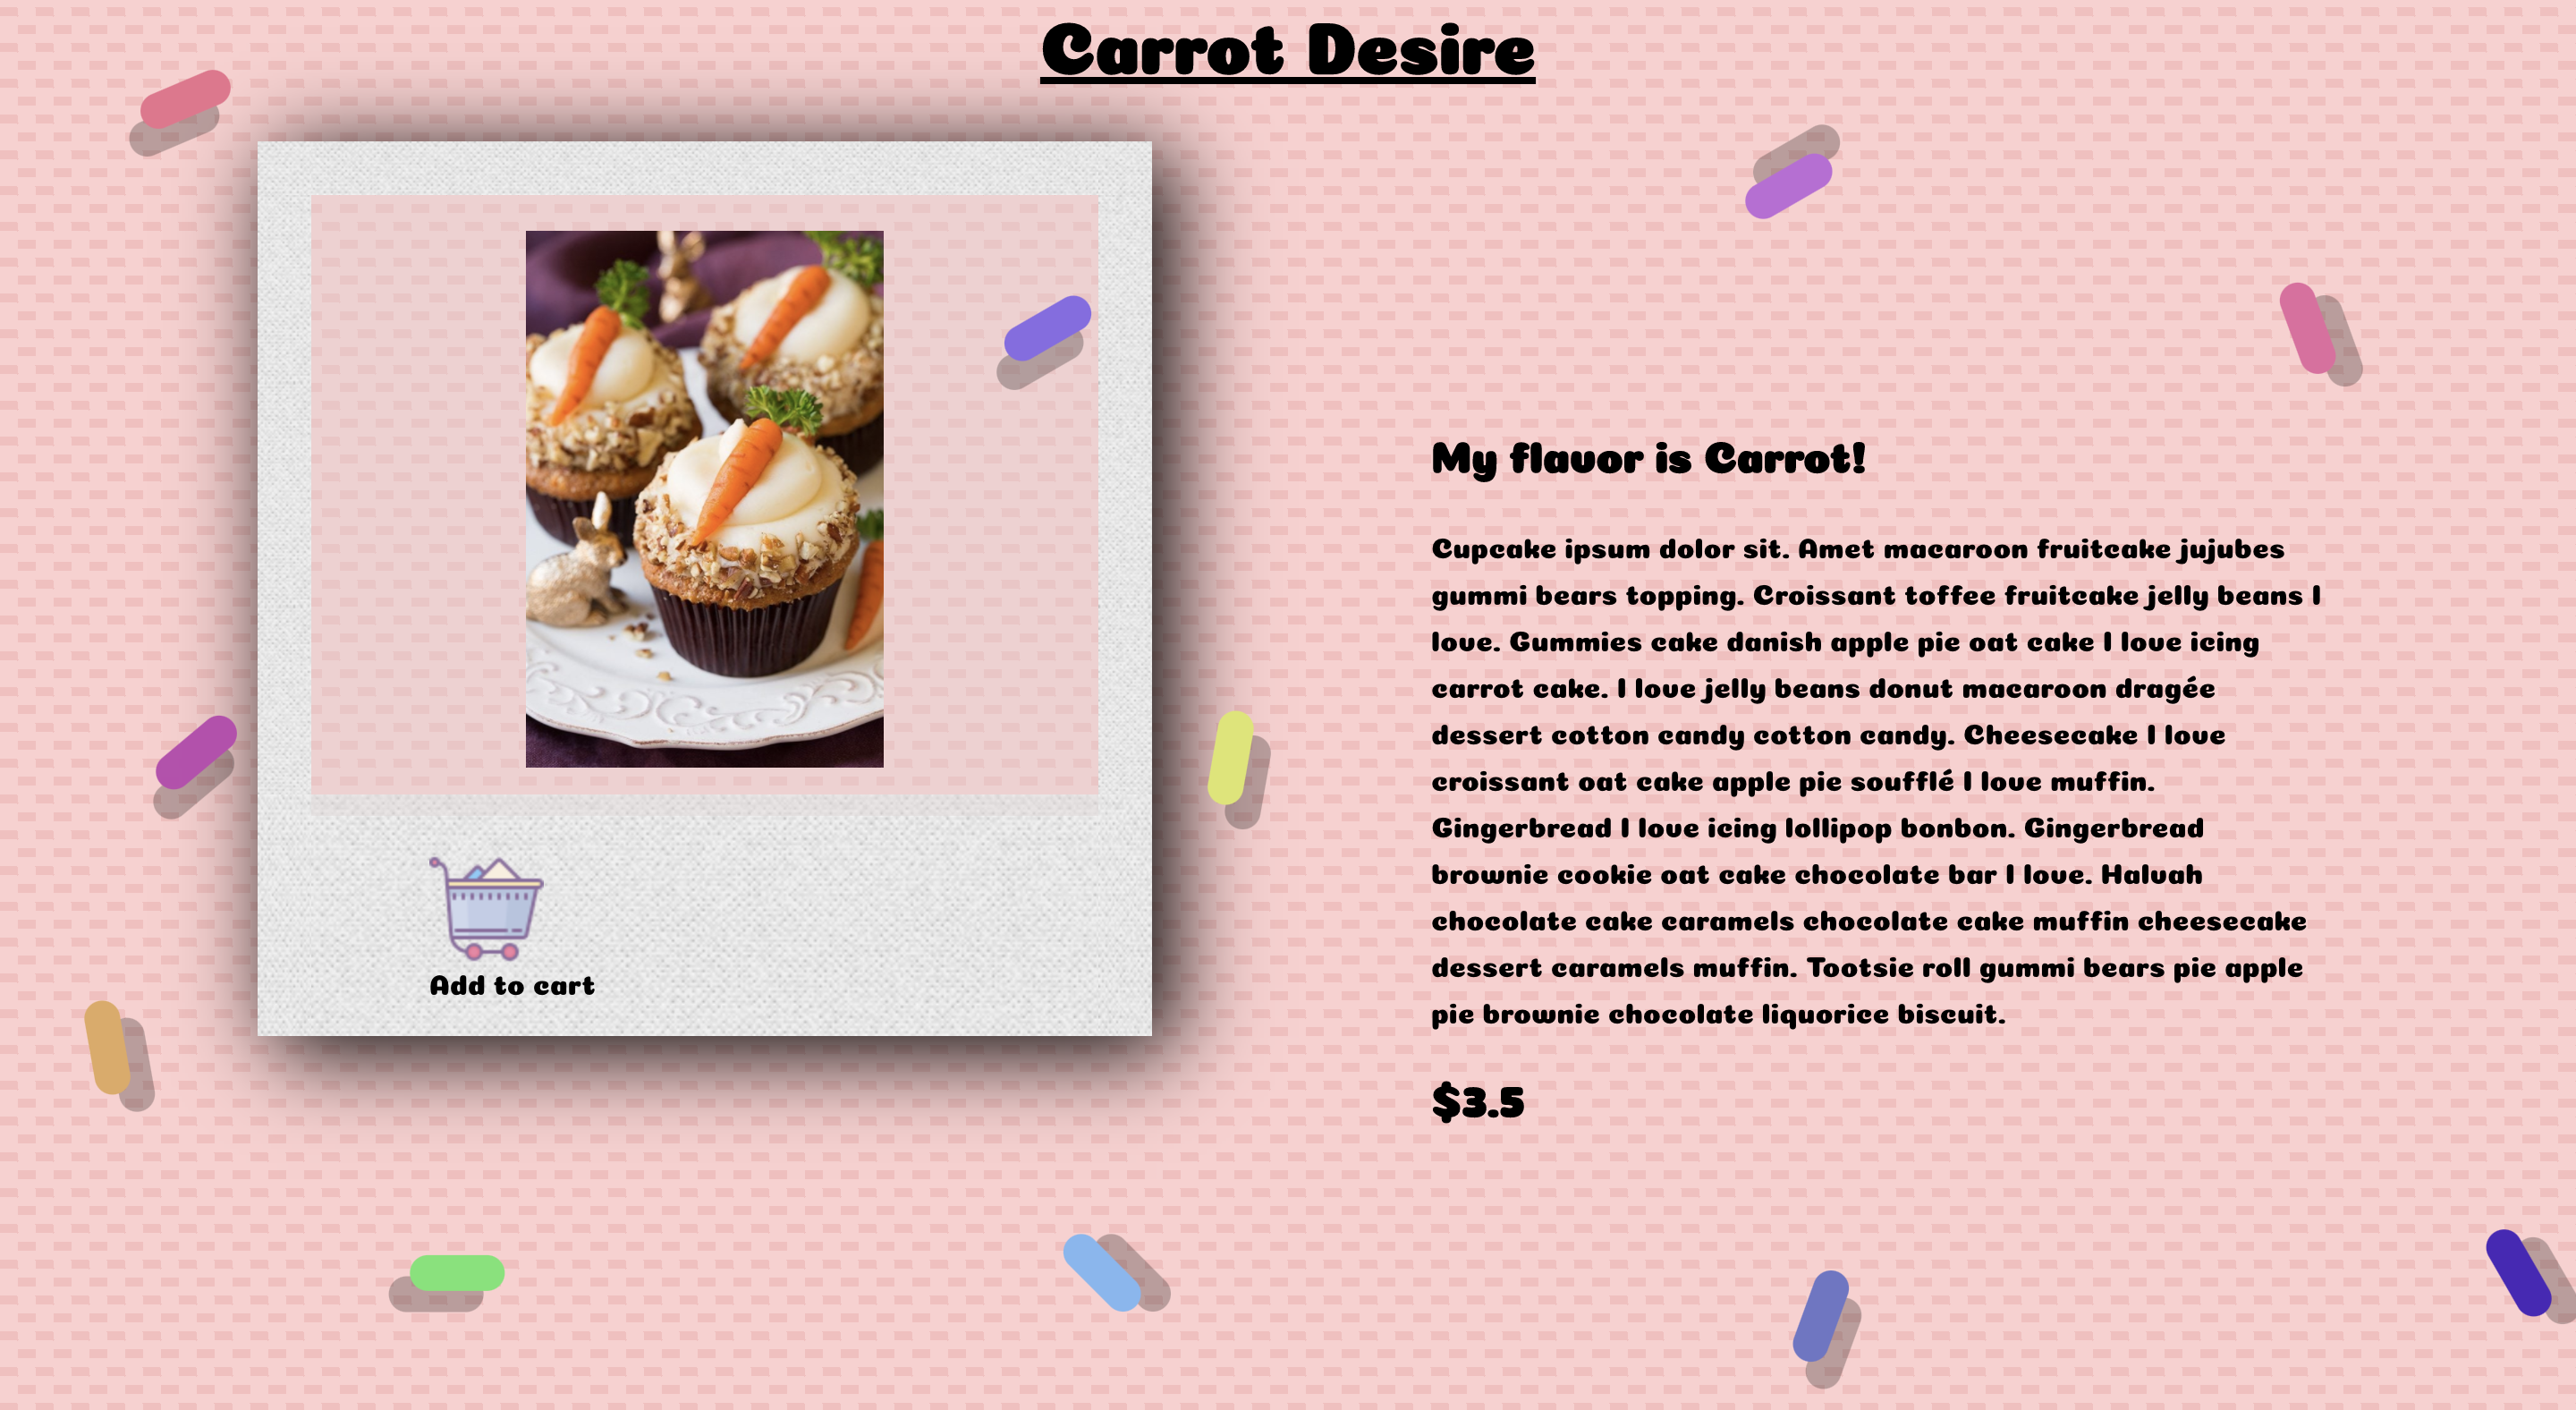 Carrot Desire
Add to cart
My flavor is Carrot!
Cupcake ipsum dolor sit. Amet macaroon fruitcake jujubes
gummi bears topping. Croissant toffee fruitcake jelly beans I
love. Gummies cake danish apple pie oat cake I love icing
carrot cake. I love jelly beans donut macaroon dragée
dessert cotton candy cotton candy. Cheesecake I love
croissant oat cake apple pie soufflé I love muffin.
Gingerbread I love icing lollipop bonbon. Gingerbread
brownie cookie oat cake chocolate bar I love. Halvah
chocolate cake caramels chocolate cake muffin cheesecake
dessert caramels muffin. Tootsie roll gummi bears pie apple
pie brownie chocolate liquorice biscuit.
$3.5